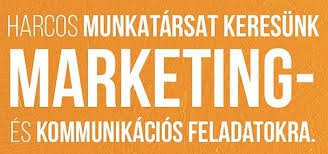 HARCOS MUNKATÁRSAT KERESÜNK
MARKETING-
ÉS KOMMUNIKÁCIÓS FELADATOKRA.